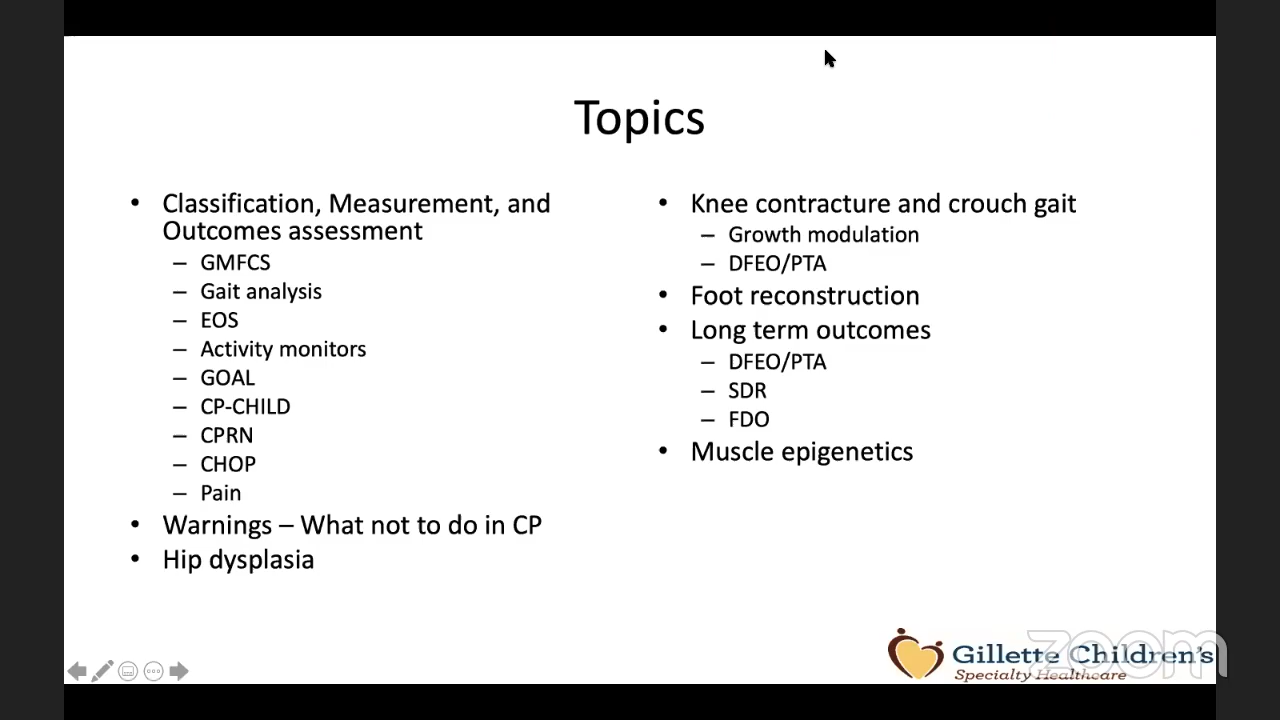 Topics
• Classification, Measurement, and
Outcomes assessment
– GMFCS
– Gait analysis
– EOS
– Activity monitors
– GOAL
– CP-CHILD
– CPRN
– CHOP
– Pain
• Warnings – What not to do in CP
• Hip dysplasia
• Knee contracture and crouch gait
– Growth modulation
– DFEO/PTA
• Foot reconstruction
• Long term outcomes
– DFEO/PTA
– SDR
– FDO
• Muscle epigenetics
Gillette Children's
Specialty Healthcare
zoom